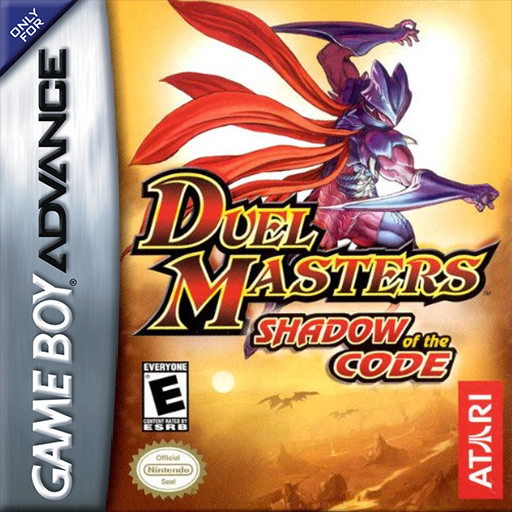 ONLY
FOR
GAME BOY ADVANCE
DUEL
MASTERS™
SHADOW of the
CODE
EVERYONE
E
CONTENT RATED BY
ESRB
Official
Nintendo
Seal
ATARI